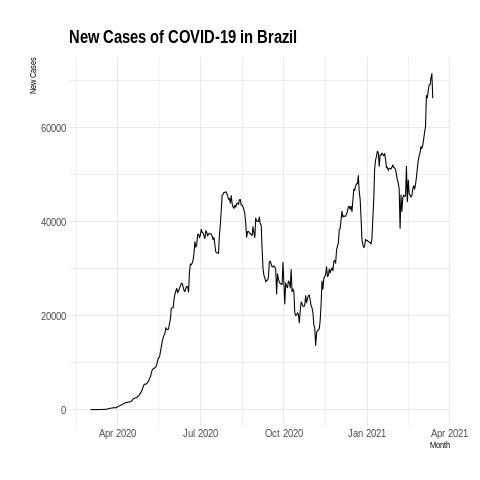 New Cases of COVID-19 in Brazil
New Cases
60000
40000
20000
0
Apr 2020 Jul 2020 Oct 2020 Jan 2021 Apr 2021
Month